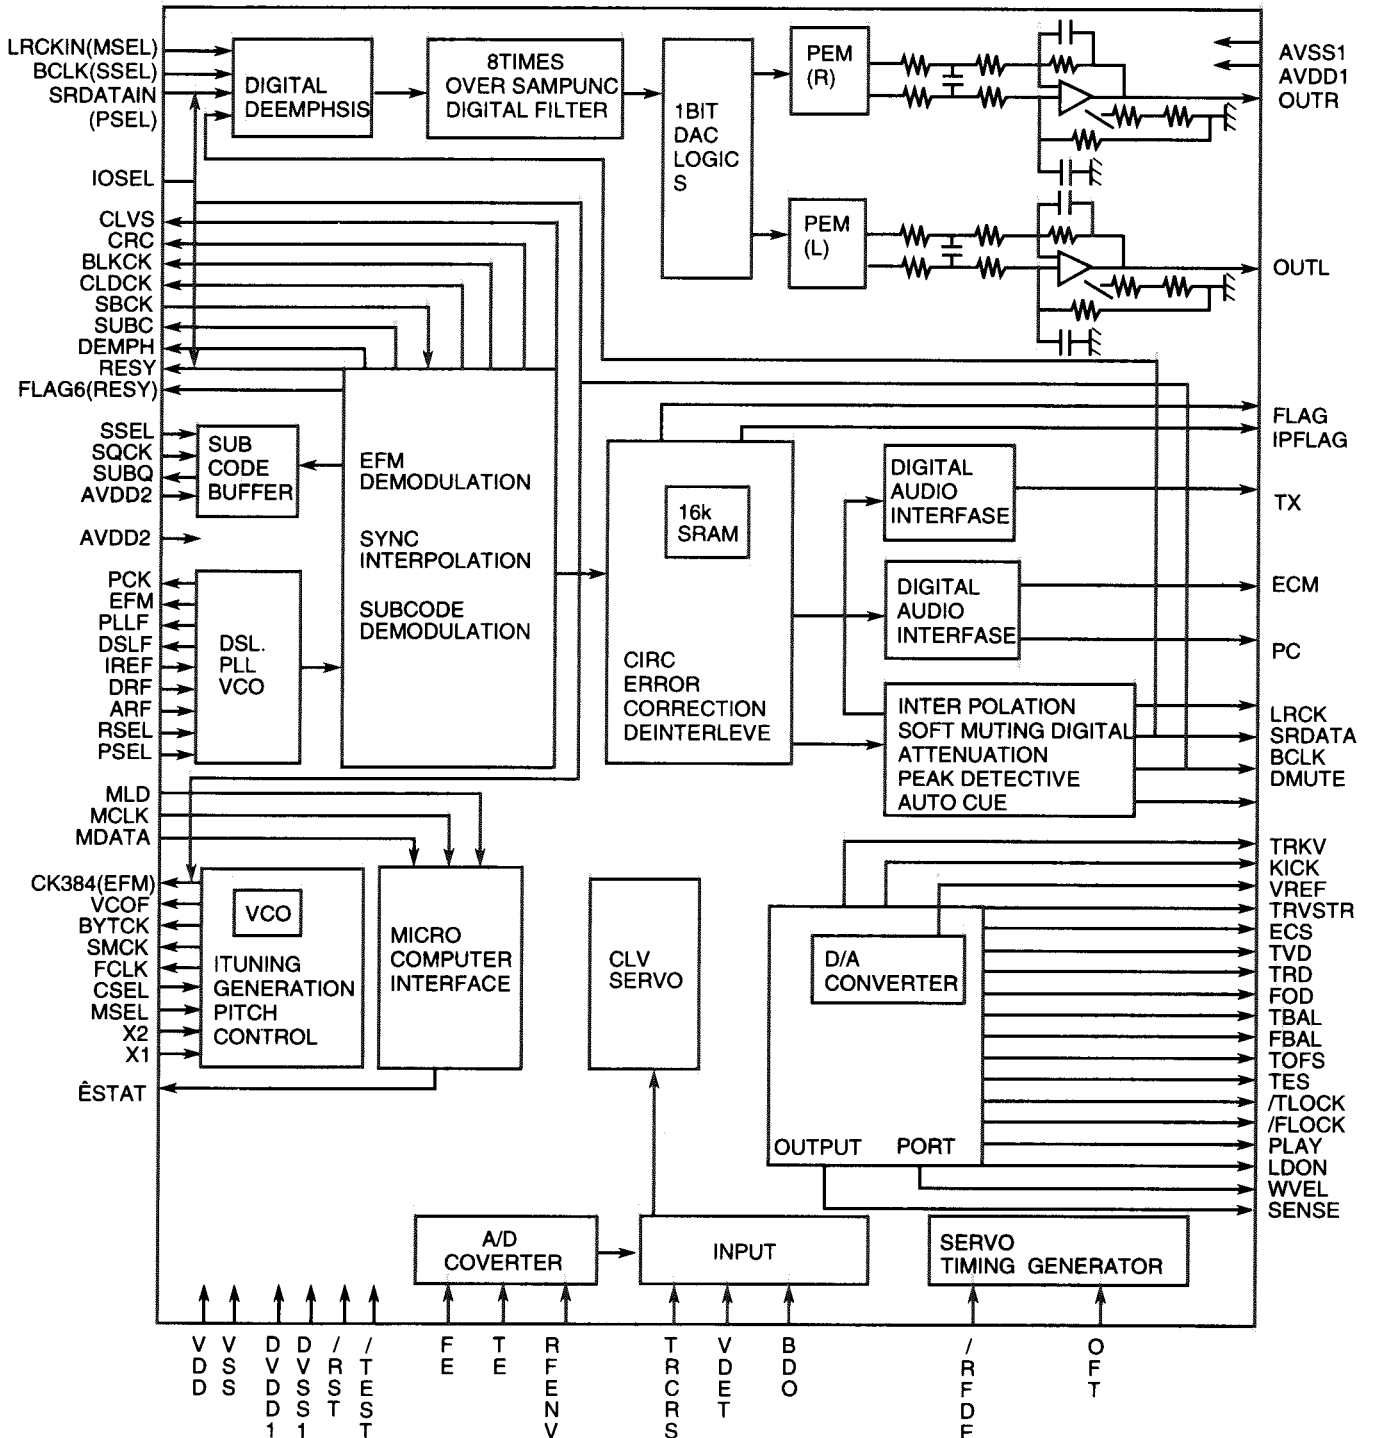 LRCKIN(MSEL)
BCLK(SSEL)
SRDATAIN
(PSEL)
IOSEL
CLVS
CRC
BLKCK
CLDCK
SBCK
SUBC
DEMPH
RESY
FLAG6(RESY)
SSEL
SQCK
SUBQ
AVDD2
AVDD2
PCK
EFM
PLLF
DSLF
IREF
DRF
ARF
RSEL
PSEL
MLD
MCLK
MDATA
CK384(EFM)
VCOF
BYTCK
SMCK
FCLK
CSEL
MSEL
X2
X1
ÊSTAT
DIGITAL
DEEMPHSIS
8TIMES
OVER SAMPUNC
DIGITAL FILTER
1BIT
DAC
LOGIC
S
PEM
(R)
PEM
(L)
AVSS1
AVDD1
OUTR
OUTL
SUB
CODE
BUFFER
EFM
DEMODULATION
SYNC
INTERPOLATION
SUBCODE
DEMODULATION
DSL.
PLL
VCO
16k
SRAM
CIRC
ERROR
CORRECTION
DEINTERLEVE
DIGITAL
AUDIO
INTERFASE
DIGITAL
AUDIO
INTERFASE
INTER POLATION
SOFT MUTING DIGITAL
ATTENUATION
PEAK DETECTIVE
AUTO CUE
FLAG
IPFLAG
TX
ECM
PC
LRCK
SRDATA
BCLK
DMUTE
VCO
ITUNING
GENERATION
PITCH
CONTROL
MICRO
COMPUTER
INTERFACE
CLV
SERVO
D/A
CONVERTER
OUTPUT PORT
TRKV
KICK
VREF
TRVSTR
ECS
TVD
TRD
FOD
TBAL
FBAL
TOFS
TES
/TLOCK
/FLOCK
PLAY
LDON
WVEL
SENSE
A/D
COVERTER
INPUT
SERVO
TIMING GENERATOR
VDD
VSS
DVDD1
DVSS1
/RST
/TEST
FE
TE
RFENV
TRCRS
VDET
BDO
/RFDE
OFT